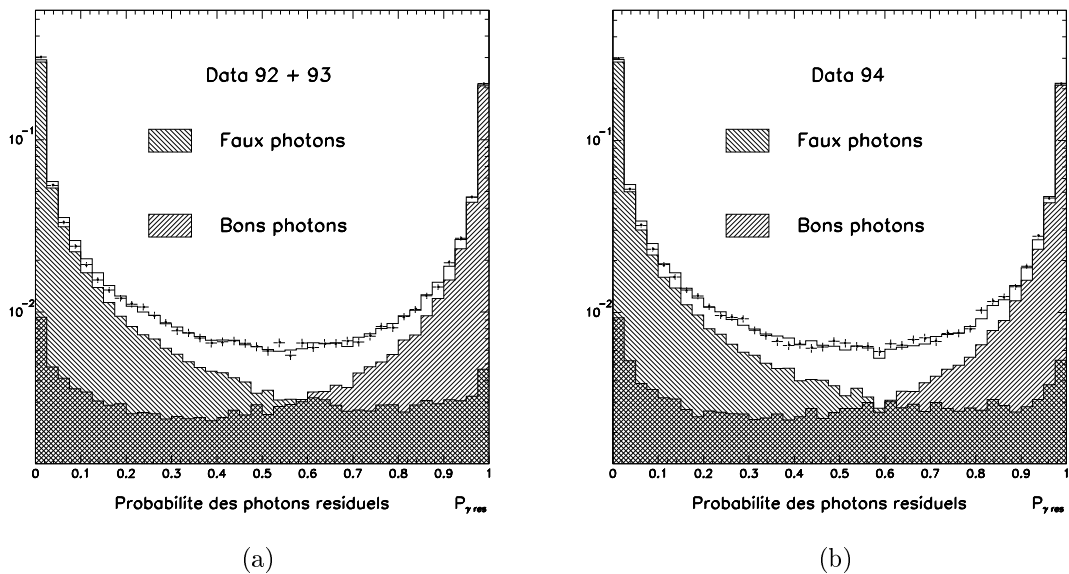 Data 92 + 93
Faux photons
Bons photons
10^-1
10^-2
0 0.1 0.2 0.3 0.4 0.5 0.6 0.7 0.8 0.9 1
Probabilite des photons residuels P_γ res
(a)
Data 94
Faux photons
Bons photons
10^-1
10^-2
0 0.1 0.2 0.3 0.4 0.5 0.6 0.7 0.8 0.9 1
Probabilite des photons residuels P_γ res
(b)